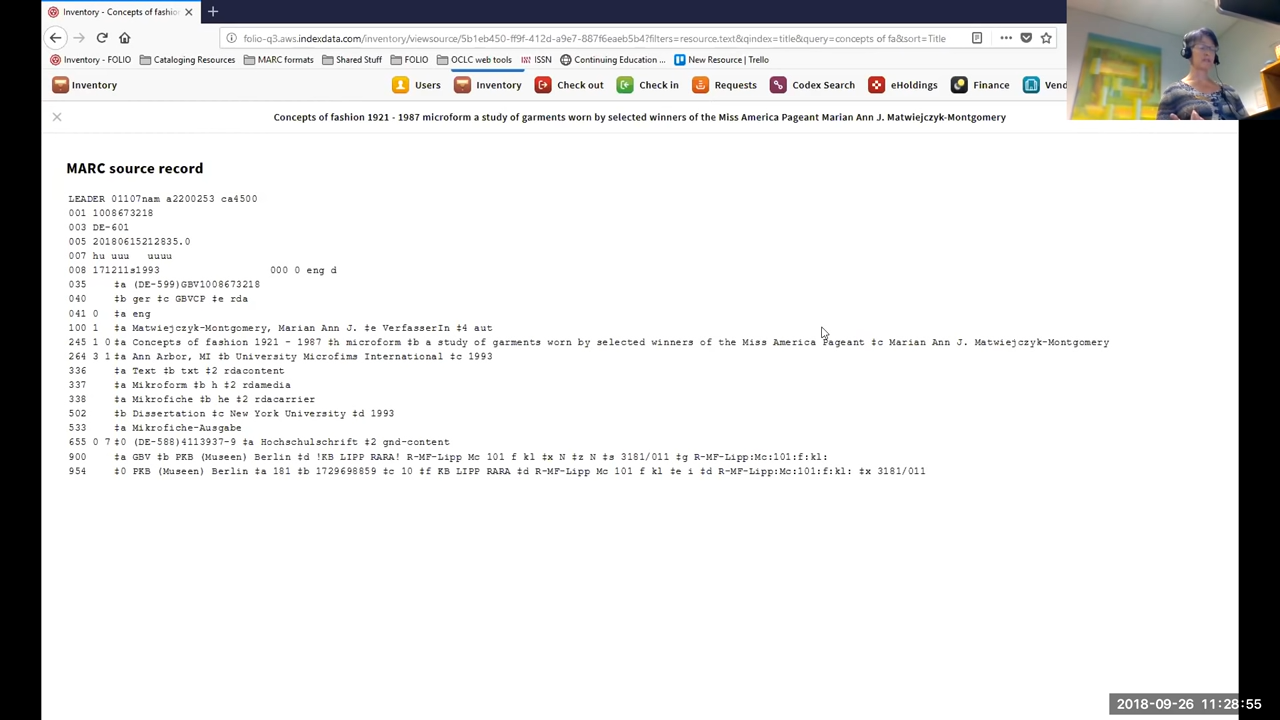 Inventory - Concepts of fashio
folio-q3.aws.indexdata.com/inventory/viewsource/5b1eb450-ff9f-412d-a9e7-887f6eaeb5b4?filters=resource.text&qindex=title&query=concepts of fa&sort=Title
Inventory - FOLIO Cataloging Resources MARC formats Shared Stuff FOLIO OCLC web tools ISSN Continuing Education ... New Resource | Trello
Inventory Users Inventory Check out Check in Requests Codex Search eHoldings Finance Vend
Concepts of fashion 1921 - 1987 microform a study of garments worn by selected winners of the Miss America Pageant Marian Ann J. Matwiejczyk-Montgomery
MARC source record
LEADER 01107nam a2200253 ca4500
001 1008673218
003 DE-601
005 20180615212835.0
007 hu uuu uuuu
008 171211s1993 000 0 eng d
035 ‡a (DE-599)GBV1008673218
040 ‡b ger ‡c GBVCP ‡e rda
041 0 ‡a eng
100 1 ‡a Matwiejczyk-Montgomery, Marian Ann J. ‡e VerfasserIn ‡4 aut
245 1 0 ‡a Concepts of fashion 1921 - 1987 ‡h microform ‡b a study of garments worn by selected winners of the Miss America Pageant ‡c Marian Ann J. Matwiejczyk-Montgomery
264 3 1 ‡a Ann Arbor, MI ‡b University Microfilms International ‡c 1993
336 ‡a Text ‡b txt ‡2 rdacontent
337 ‡a Mikroform ‡b h ‡2 rdamedia
338 ‡a Mikrofiche ‡b he ‡2 rdacarrier
502 ‡b Dissertation ‡c New York University ‡d 1993
533 ‡a Mikrofiche-Ausgabe
655 0 7 ‡0 (DE-588)4113937-9 ‡a Hochschulschrift ‡2 gnd-content
900 ‡a GBV ‡b PKB (Museen) Berlin ‡d !KB LIPP RARA! R-MF-Lipp Mc 101 f kl ‡x N ‡z N ‡s 3181/011 ‡g R-MF-Lipp:Mc:101:f:kl:
954 ‡0 PKB (Museen) Berlin ‡a 181 ‡b 1729698859 ‡c 10 ‡f KB LIPP RARA ‡d R-MF-Lipp Mc 101 f kl ‡e i ‡d R-MF-Lipp:Mc:101:f:kl: ‡x 3181/011
2018-09-26 11:28:55